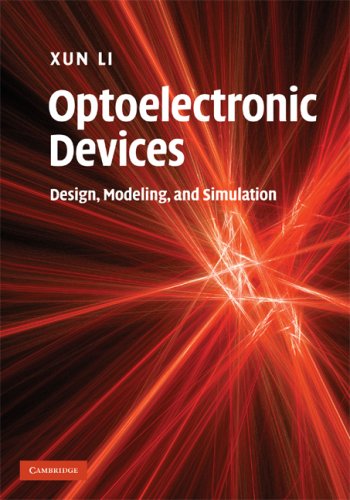 XUN LI
Optoelectronic
Devices
Design, Modeling, and Simulation
CAMBRIDGE